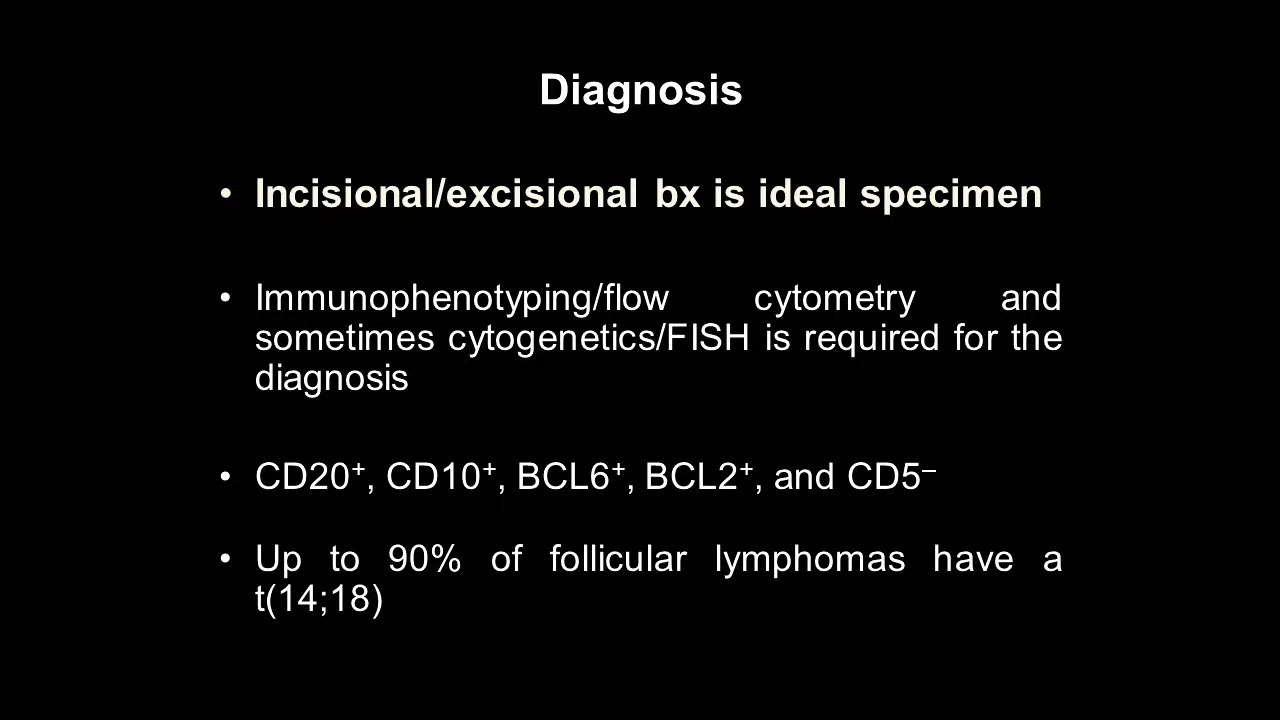 Diagnosis
• Incisional/excisional bx is ideal specimen
• Immunophenotyping/flow cytometry and
sometimes cytogenetics/FISH is required for the
diagnosis
• CD20⁺, CD10⁺, BCL6⁺, BCL2⁺, and CD5⁻
• Up to 90% of follicular lymphomas have a
t(14;18)